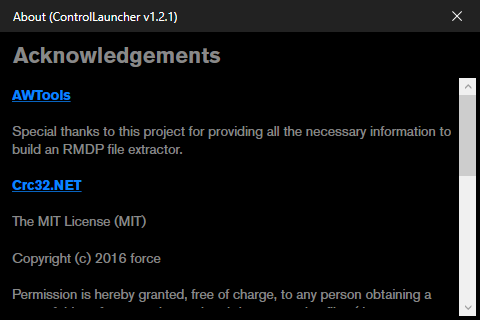 About (ControlLauncher v1.2.1)
Acknowledgements
AWTools
Special thanks to this project for providing all the necessary information to
build an RMDP file extractor.
Crc32.NET
The MIT License (MIT)
Copyright (c) 2016 force
Permission is hereby granted, free of charge, to any person obtaining a